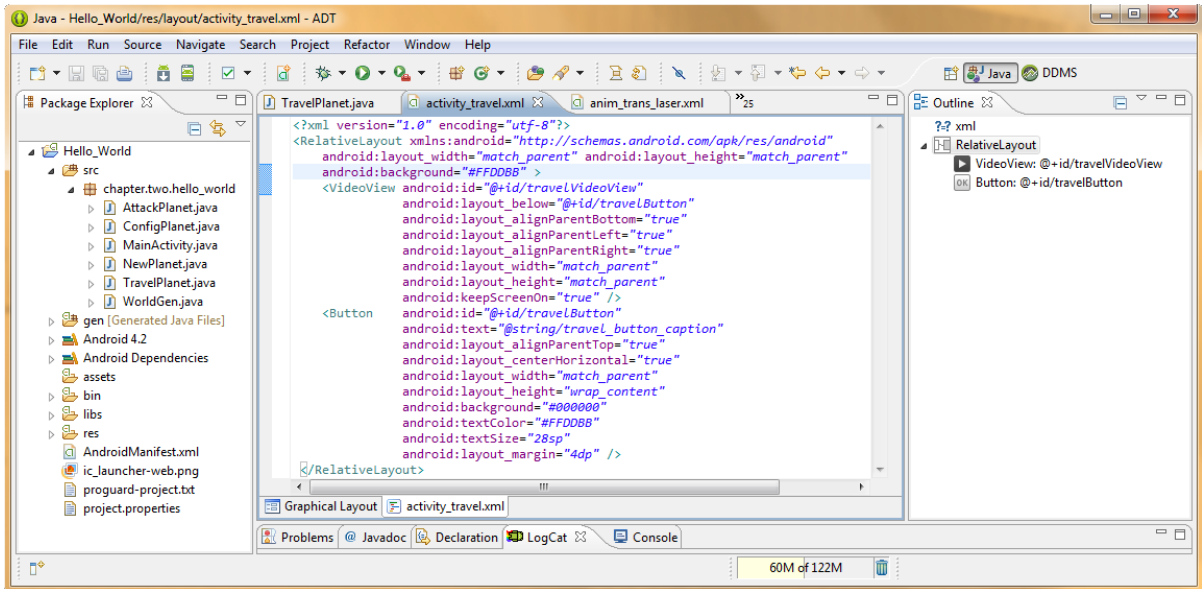 Java - Hello_World/res/layout/activity_travel.xml - ADT
File Edit Run Source Navigate Search Project Refactor Window Help
Java DDMS
Package Explorer
TravelPlanet.java activity_travel.xml anim_trans_laser.xml »25
Outline
Hello_World
src
chapter.two.hello_world
AttackPlanet.java
ConfigPlanet.java
MainActivity.java
NewPlanet.java
TravelPlanet.java
WorldGen.java
gen [Generated Java Files]
Android 4.2
Android Dependencies
assets
bin
libs
res
AndroidManifest.xml
ic_launcher-web.png
proguard-project.txt
project.properties
<?xml version="1.0" encoding="utf-8"?>
<RelativeLayout xmlns:android="http://schemas.android.com/apk/res/android"
android:layout_width="match_parent" android:layout_height="match_parent"
android:background="#FFDDBB" >
<VideoView android:id="@+id/travelVideoView"
android:layout_below="@+id/travelButton"
android:layout_alignParentBottom="true"
android:layout_alignParentLeft="true"
android:layout_alignParentRight="true"
android:layout_width="match_parent"
android:layout_height="match_parent"
android:keepScreenOn="true" />
<Button android:id="@+id/travelButton"
android:text="@string/travel_button_caption"
android:layout_alignParentTop="true"
android:layout_centerHorizontal="true"
android:layout_width="match_parent"
android:layout_height="wrap_content"
android:background="#000000"
android:textColor="#FFDDBB"
android:textSize="28sp"
android:layout_margin="4dp" />
</RelativeLayout>
Graphical Layout activity_travel.xml
?=? xml
RelativeLayout
VideoView: @+id/travelVideoView
OK Button: @+id/travelButton
Problems @ Javadoc Declaration LogCat Console
60M of 122M